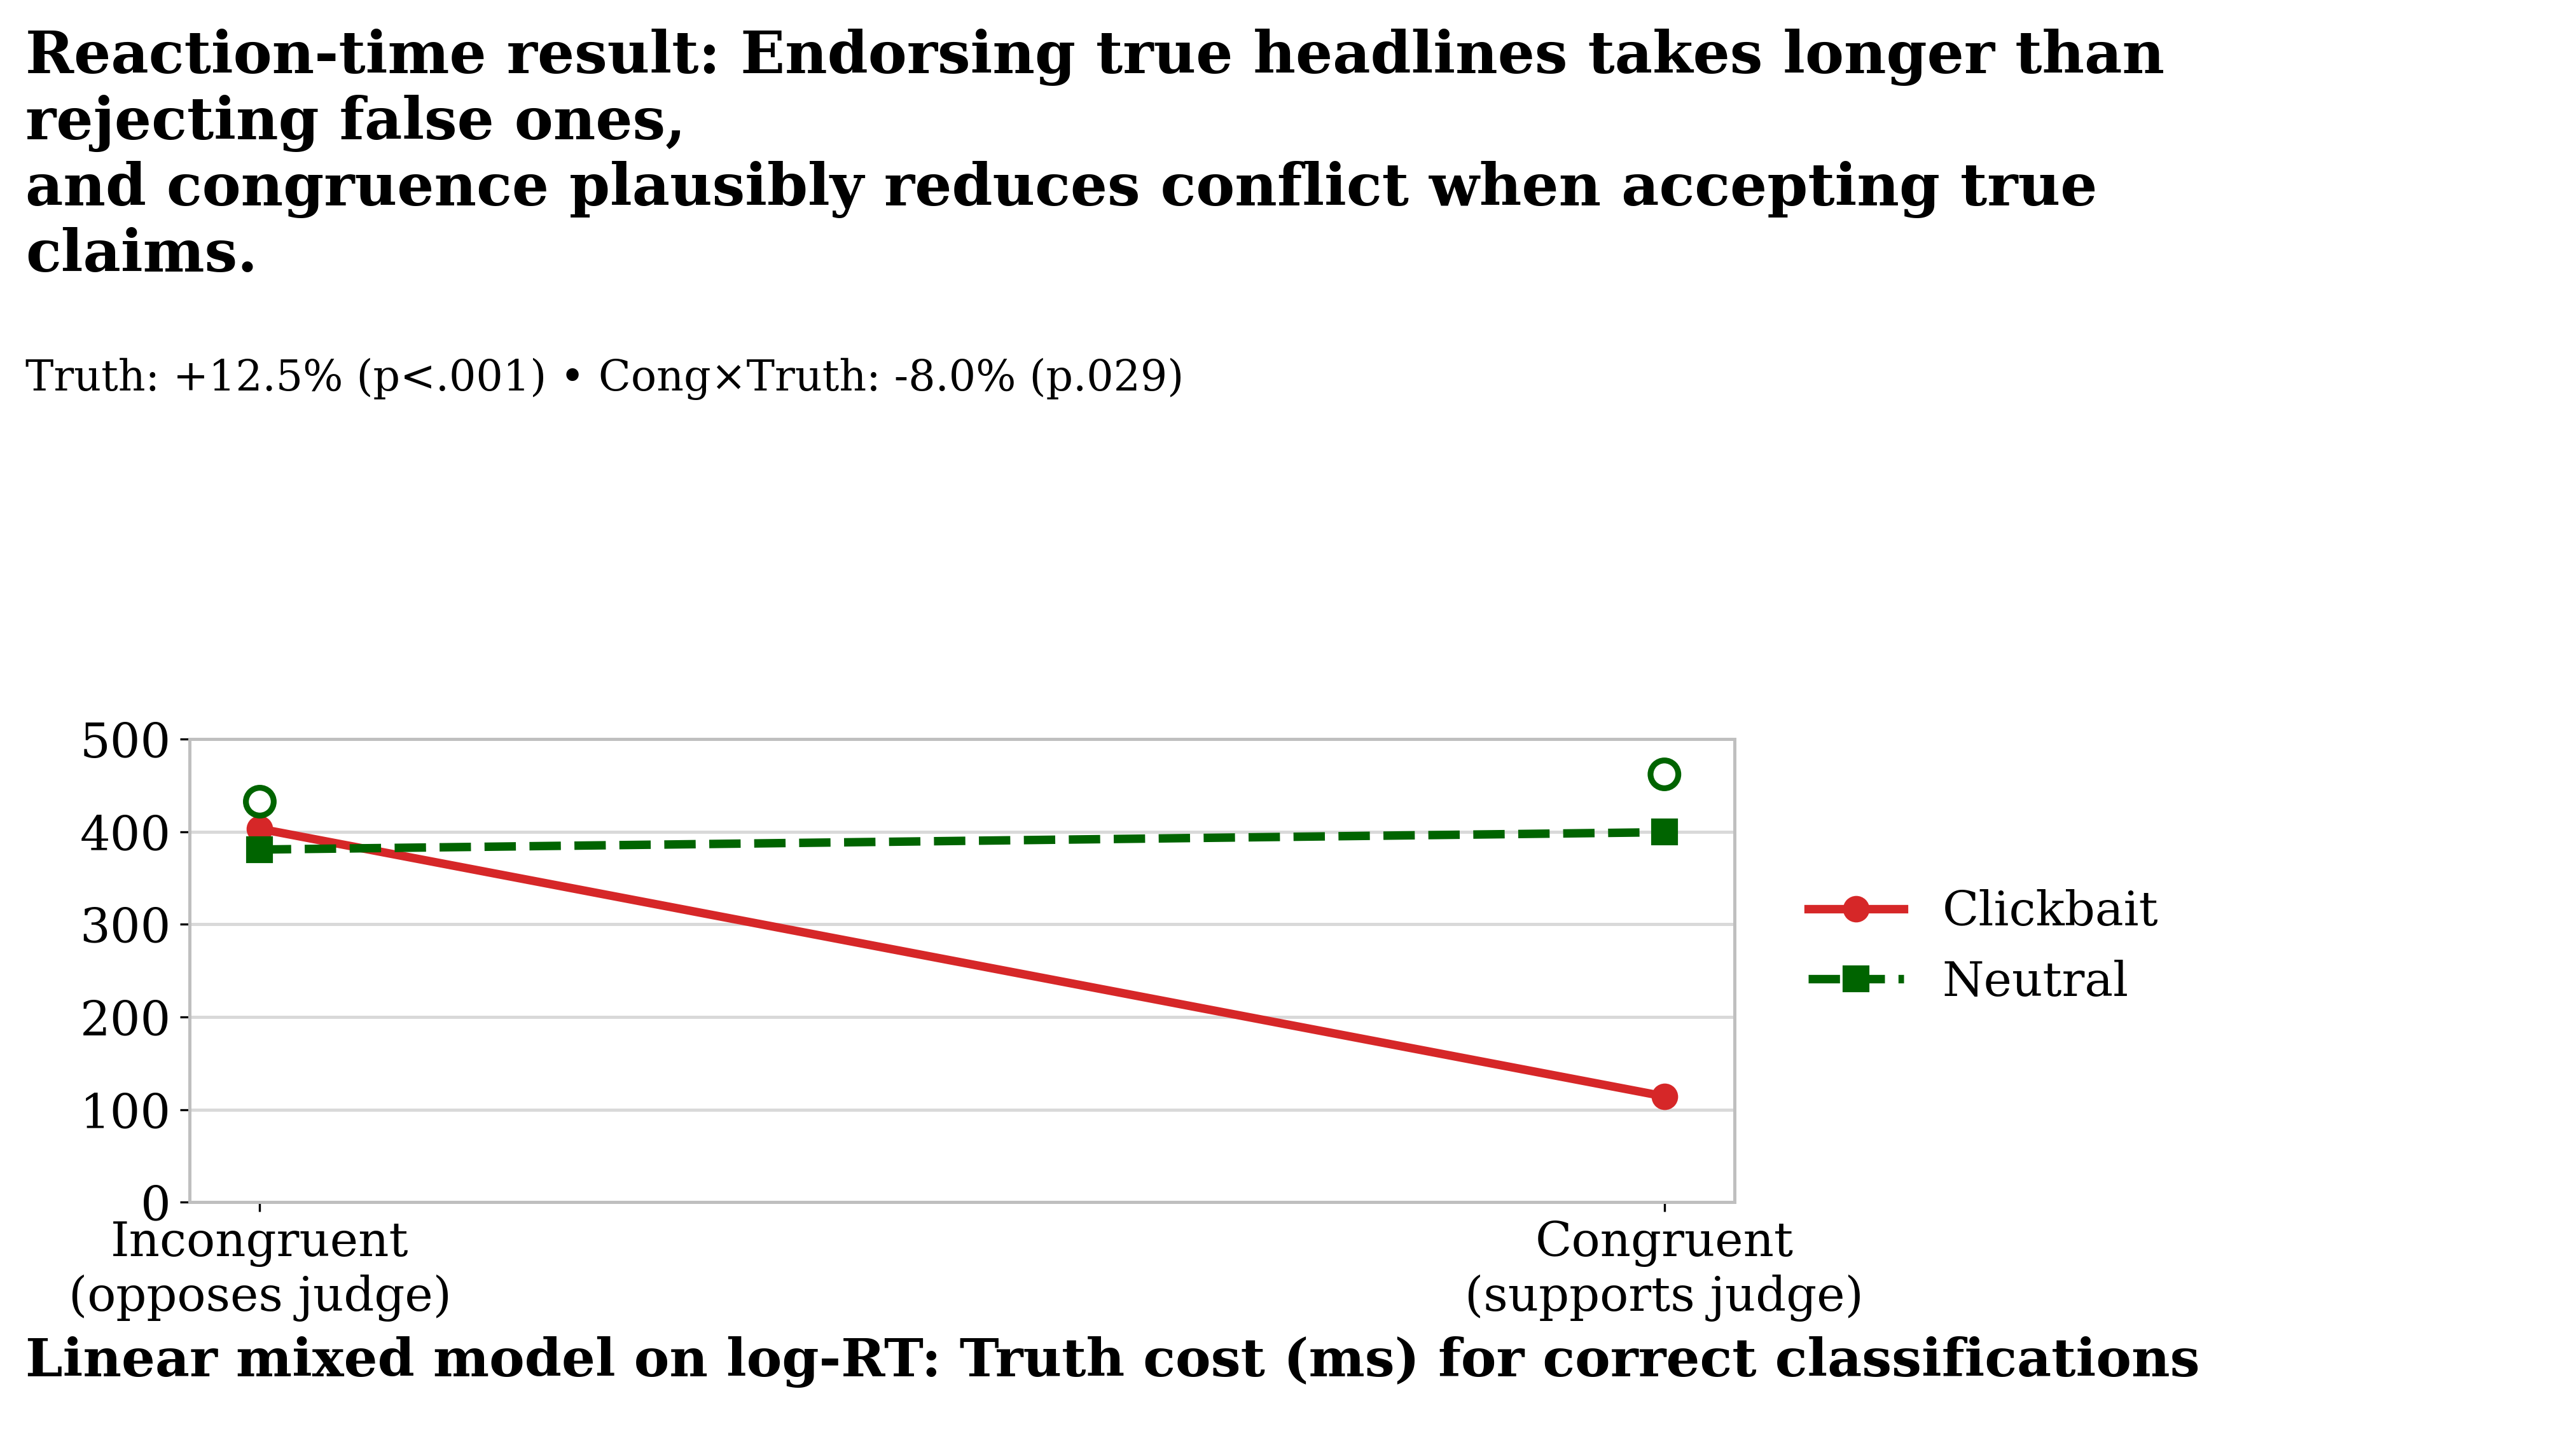 Reaction-time result: Endorsing true headlines takes longer than
rejecting false ones,
and congruence plausibly reduces conflict when accepting true
claims.
Truth: +12.5% (p<.001) • Cong×Truth: -8.0% (p.029)
500
400
300
200
100
0
Clickbait
Neutral
Incongruent
(opposes judge)
Congruent
(supports judge)
Linear mixed model on log-RT: Truth cost (ms) for correct classifications